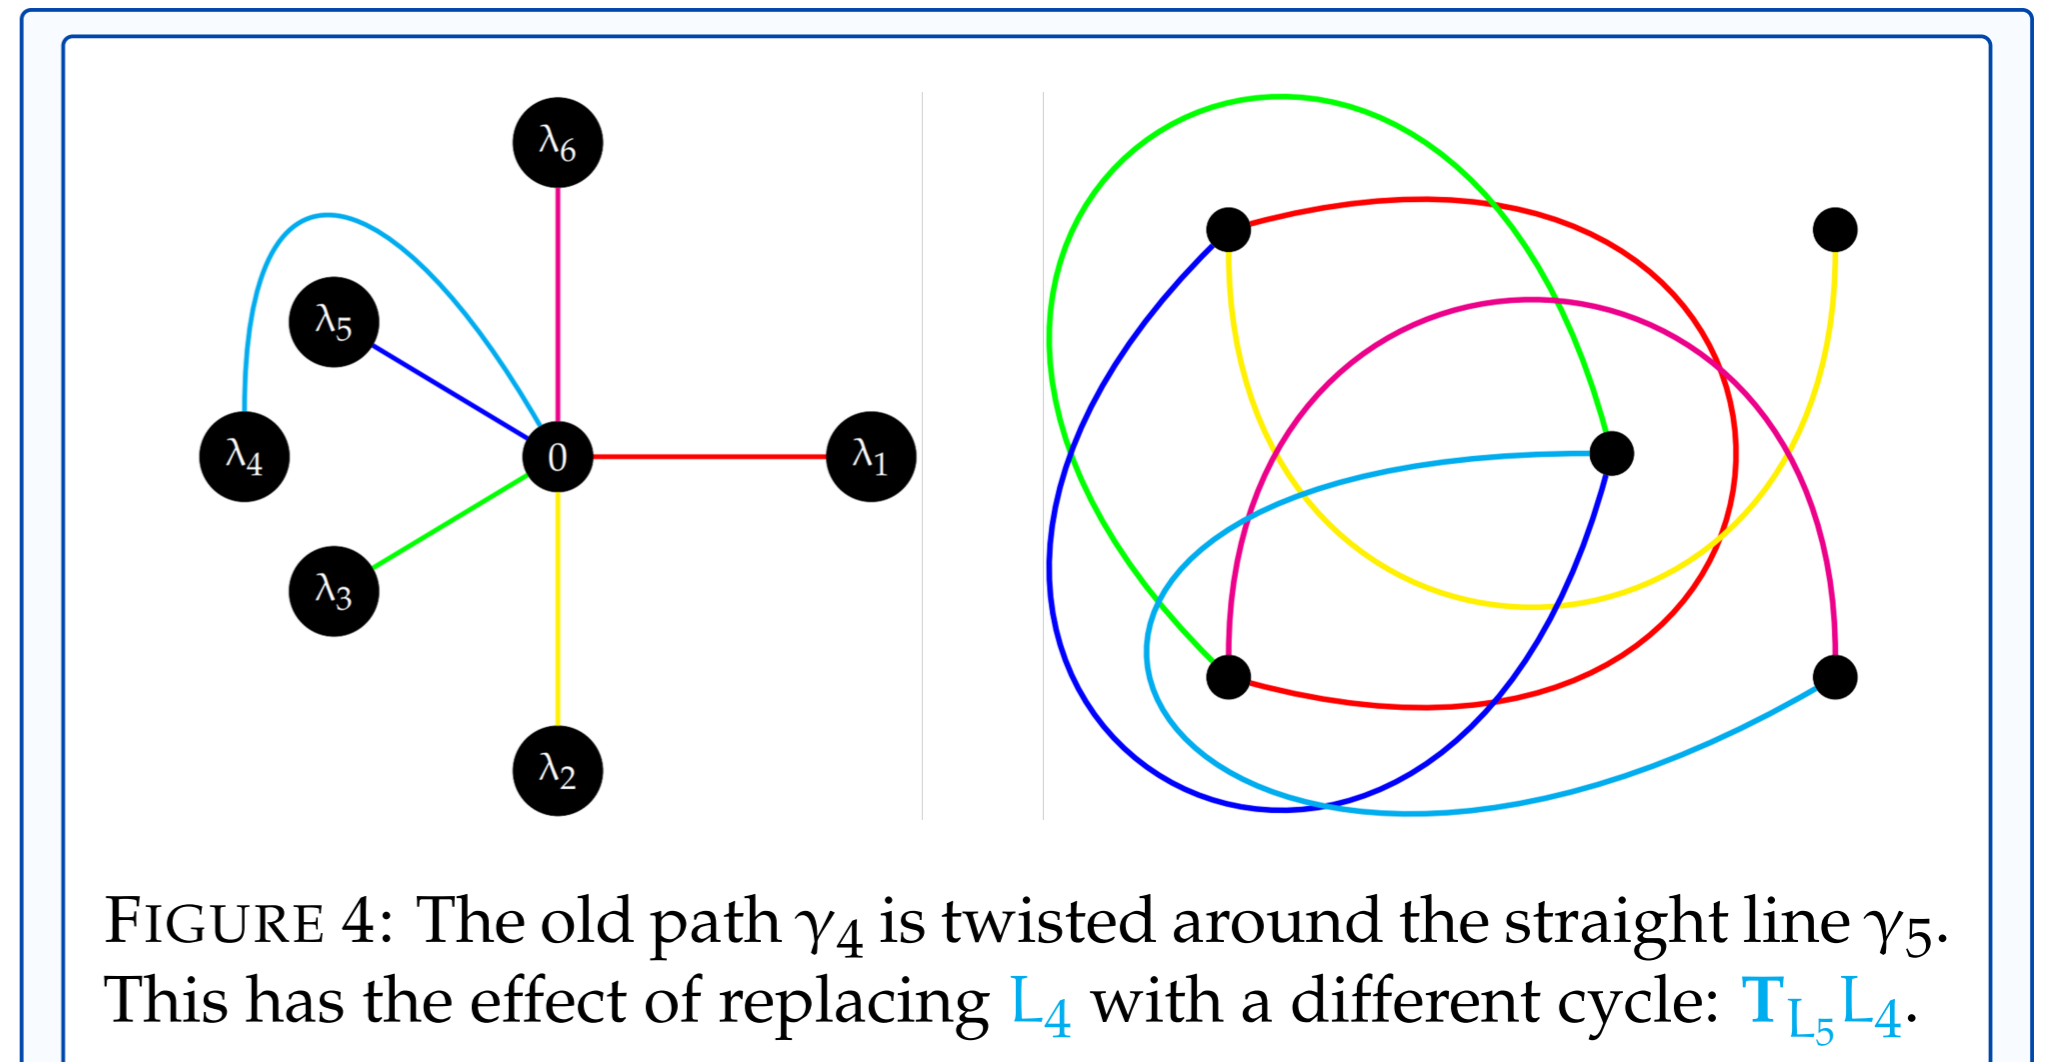 λ6
λ5
λ4
0
λ1
λ3
λ2
FIGURE 4: The old path γ4 is twisted around the straight line γ5.
This has the effect of replacing L4 with a different cycle: TL5L4.